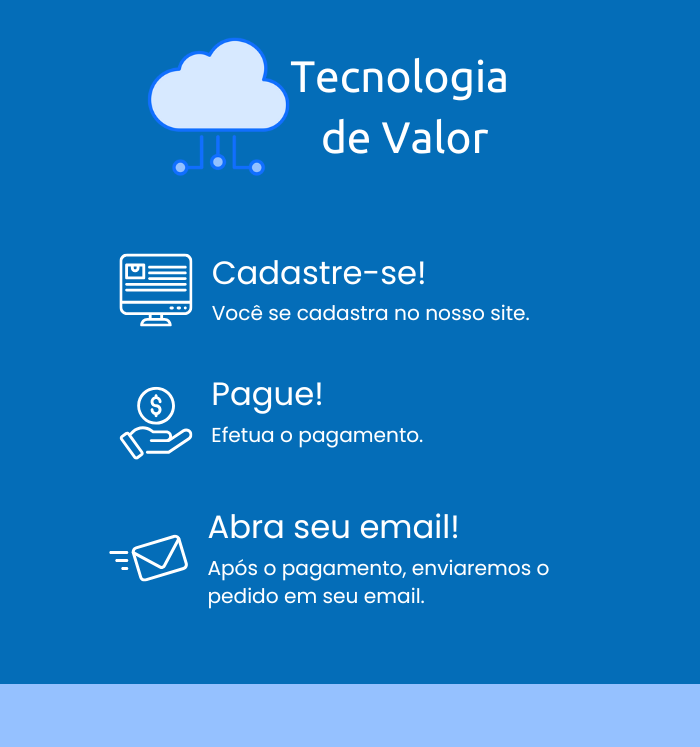 Tecnologia
de Valor
Cadastre-se!
Você se cadastra no nosso site.
Pague!
Efetua o pagamento.
Abra seu email!
Após o pagamento, enviaremos o
pedido em seu email.